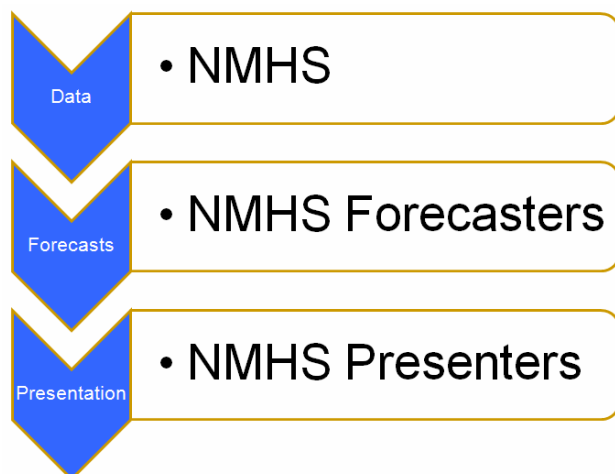 Data
• NMHS
Forecasts
• NMHS Forecasters
Presentation
• NMHS Presenters